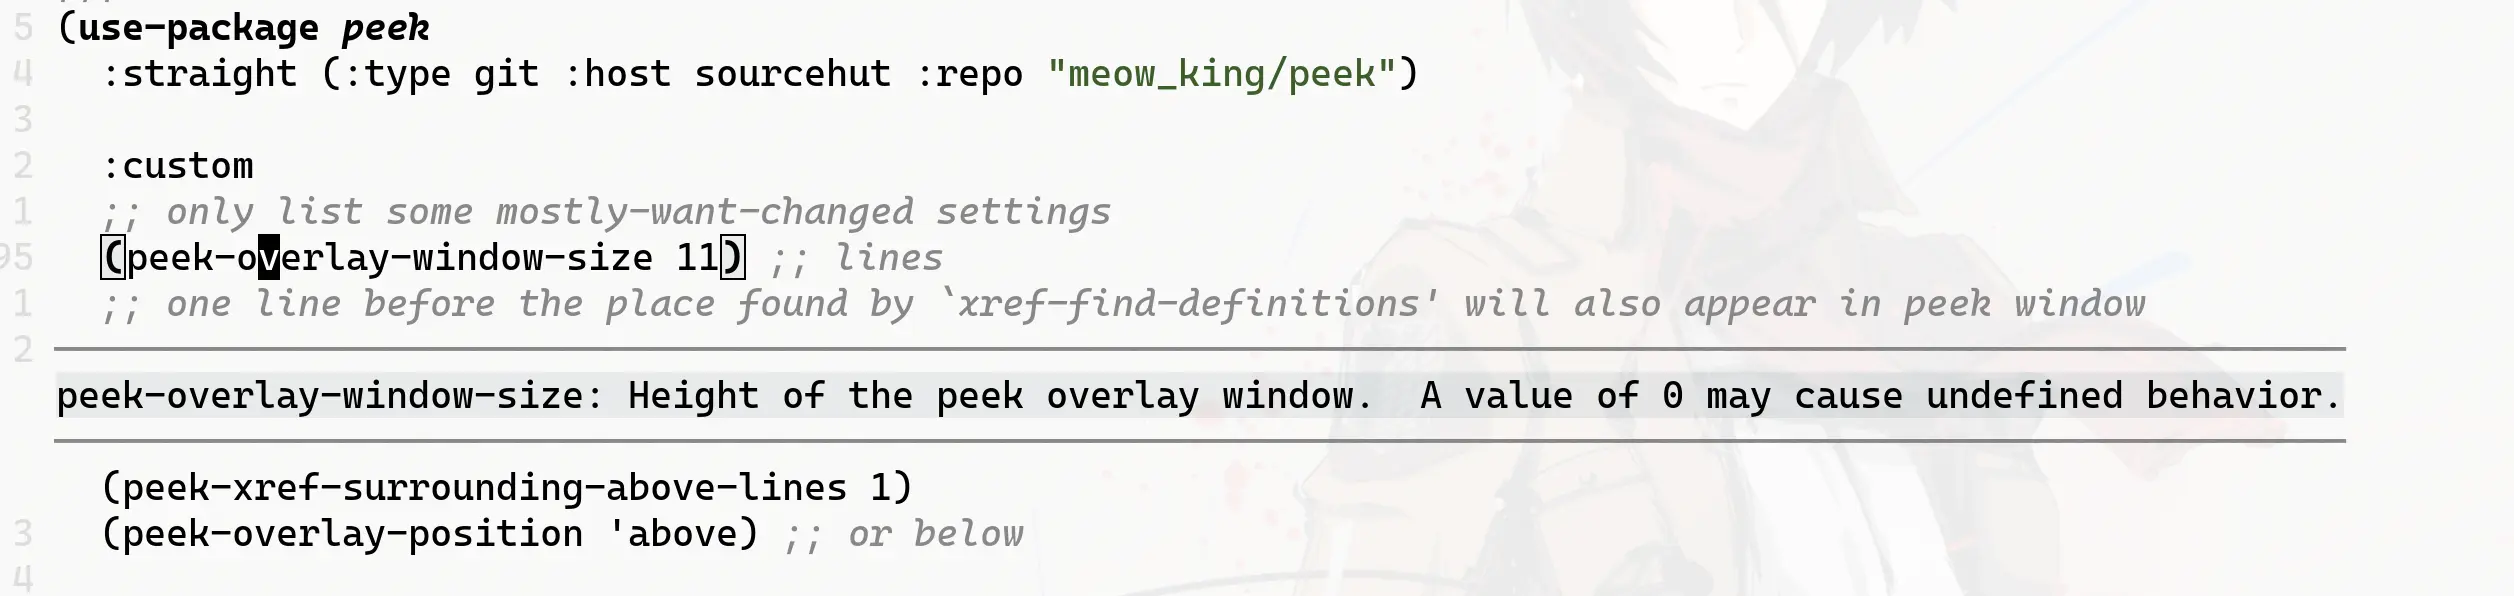 5 (use-package peek
4 :straight (:type git :host sourcehut :repo "meow_king/peek")
3
2 :custom
1 ;; only list some mostly-want-changed settings
95 (peek-overlay-window-size 11) ;; lines
1 ;; one line before the place found by `xref-find-definitions' will also appear in peek window
2
peek-overlay-window-size: Height of the peek overlay window.  A value of 0 may cause undefined behavior.
(peek-xref-surrounding-above-lines 1)
3 (peek-overlay-position 'above) ;; or below
4